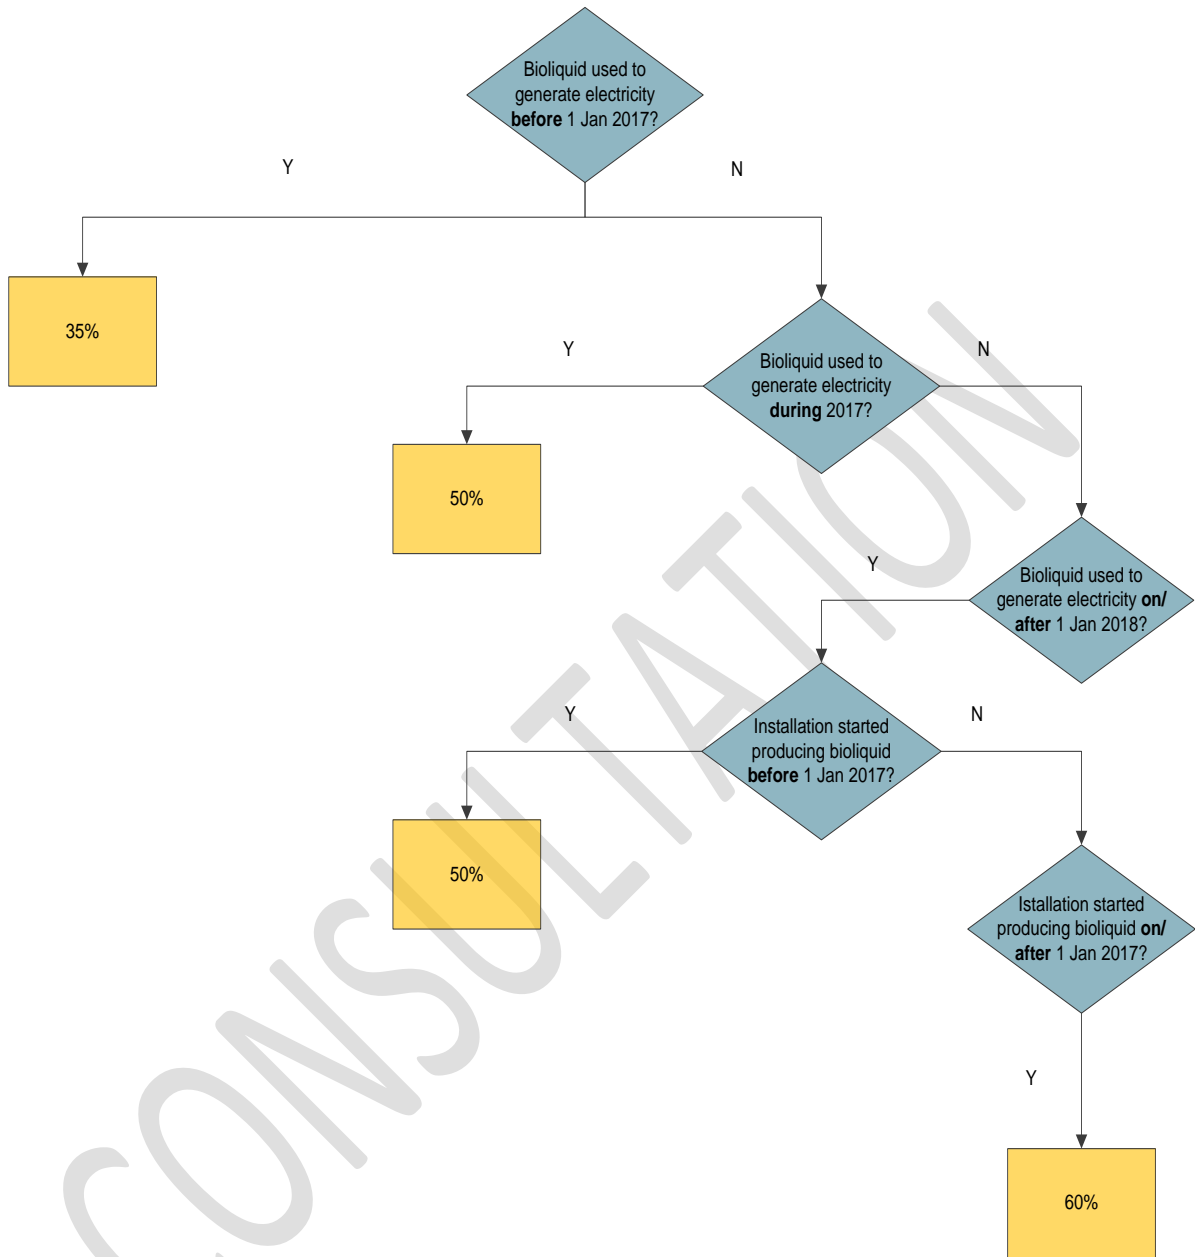 Bioliquid used to
generate electricity
before 1 Jan 2017?
Y
N
35%
Bioliquid used to
generate electricity
during 2017?
Y
N
50%
Bioliquid used to
generate electricity on/
after 1 Jan 2018?
Y
Installation started
producing bioliquid
before 1 Jan 2017?
Y
N
50%
Istallation started
producing bioliquid on/
after 1 Jan 2017?
Y
60%
CONSULTATION